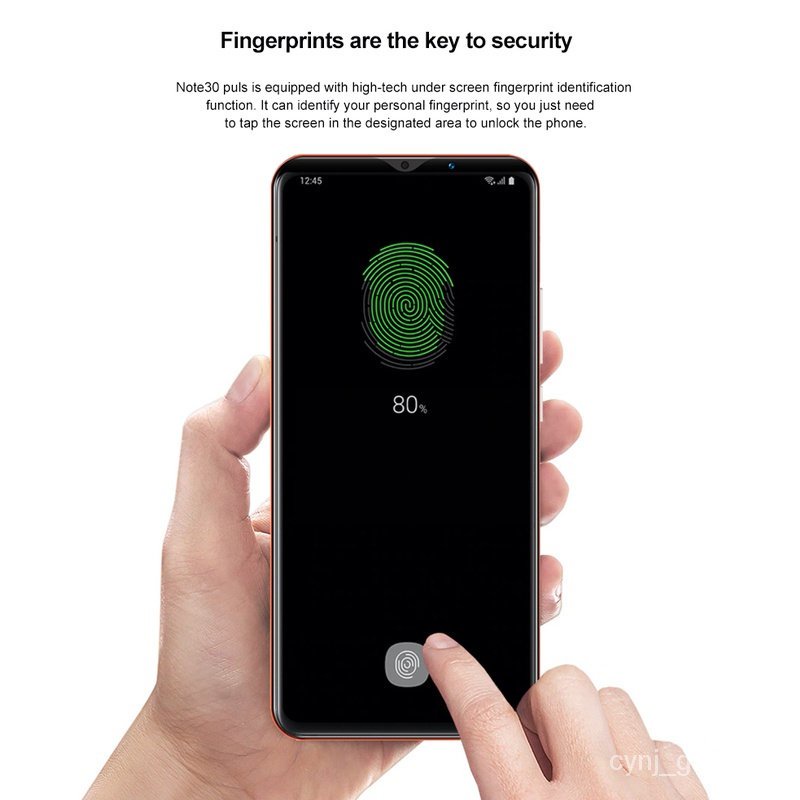 Fingerprints are the key to security
Note30 puls is equipped with high-tech under screen fingerprint identification
function. It can identify your personal fingerprint, so you just need
to tap the screen in the designated area to unlock the phone.
12:45
80%